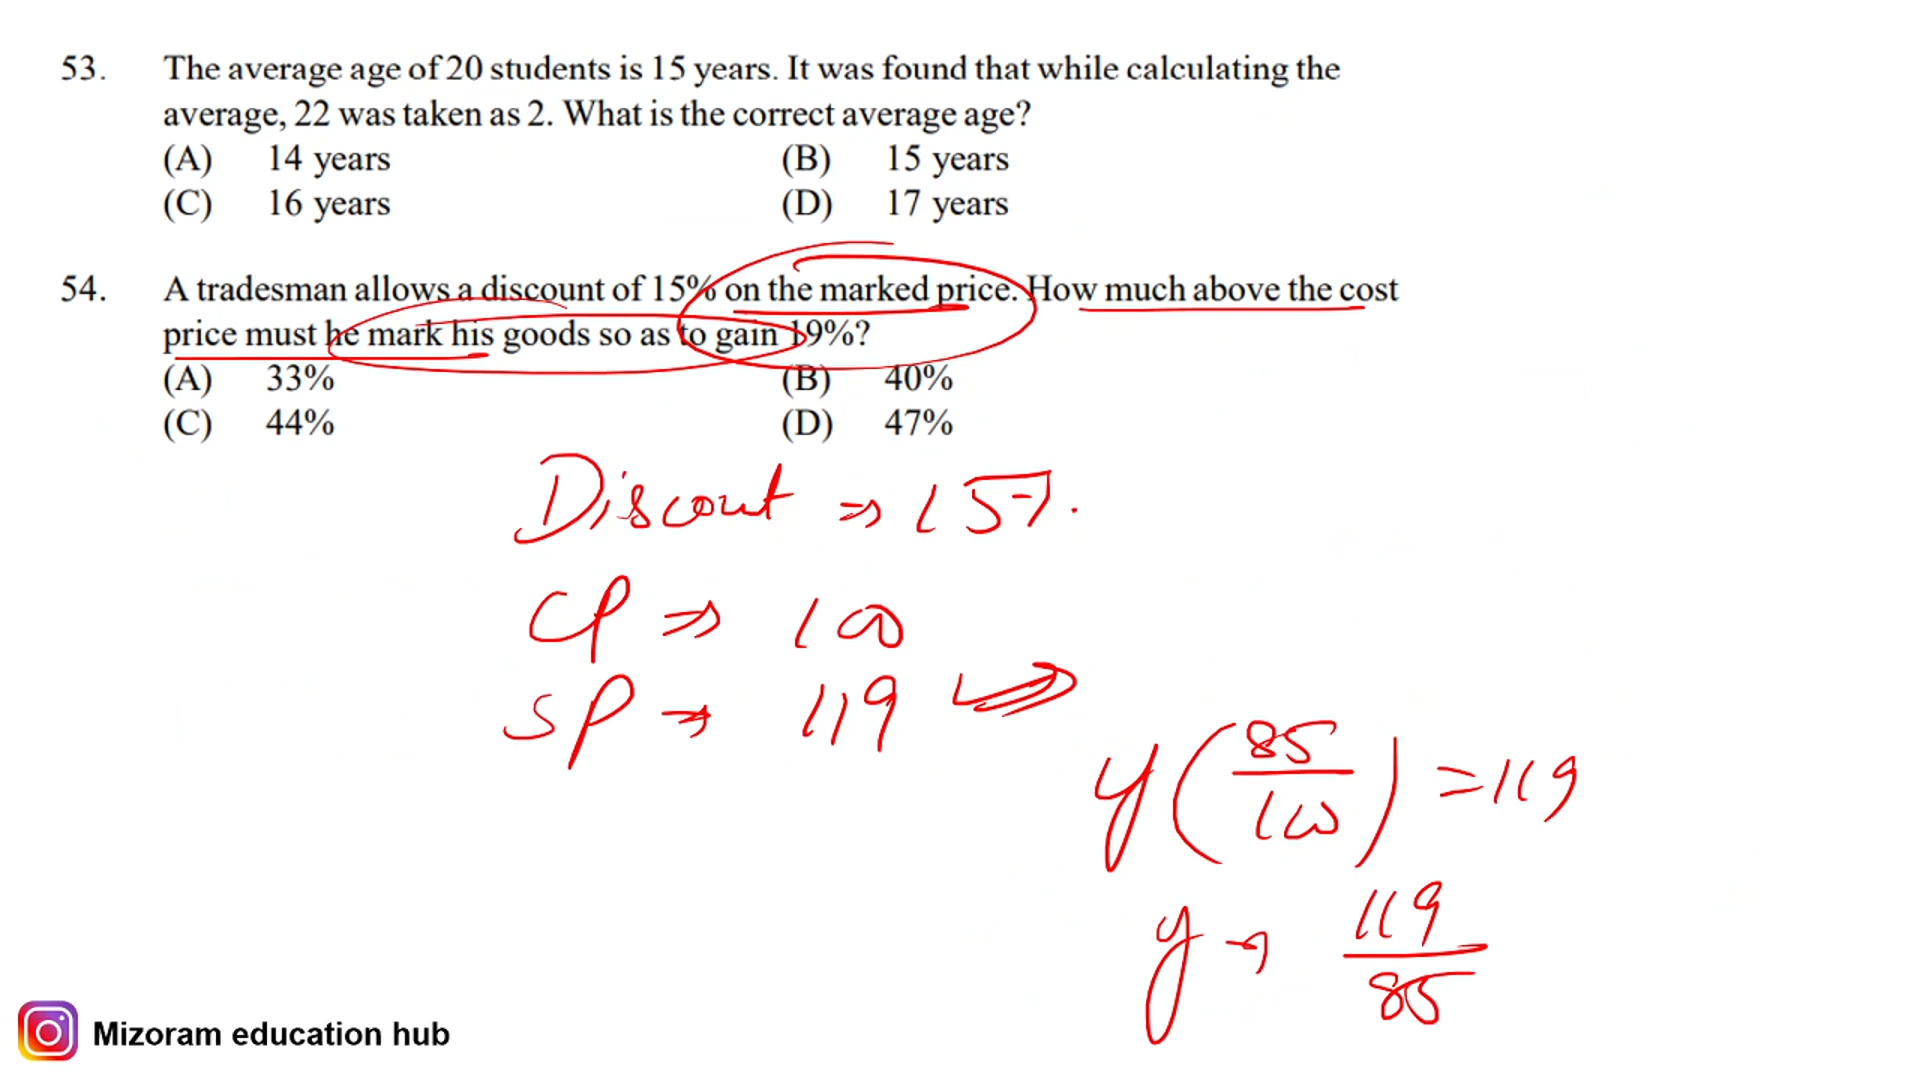 53. The average age of 20 students is 15 years. It was found that while calculating the
average, 22 was taken as 2. What is the correct average age?
(A) 14 years (B) 15 years
(C) 16 years (D) 17 years
54. A tradesman allows a discount of 15% on the marked price. How much above the cost
price must he mark his goods so as to gain 19%?
(A) 33% (B) 40%
(C) 44% (D) 47%
Discout ⇒ 15%.
CP ⇒ 100
SP → 119
y(85/100) = 119
y → 119/85
Mizoram education hub